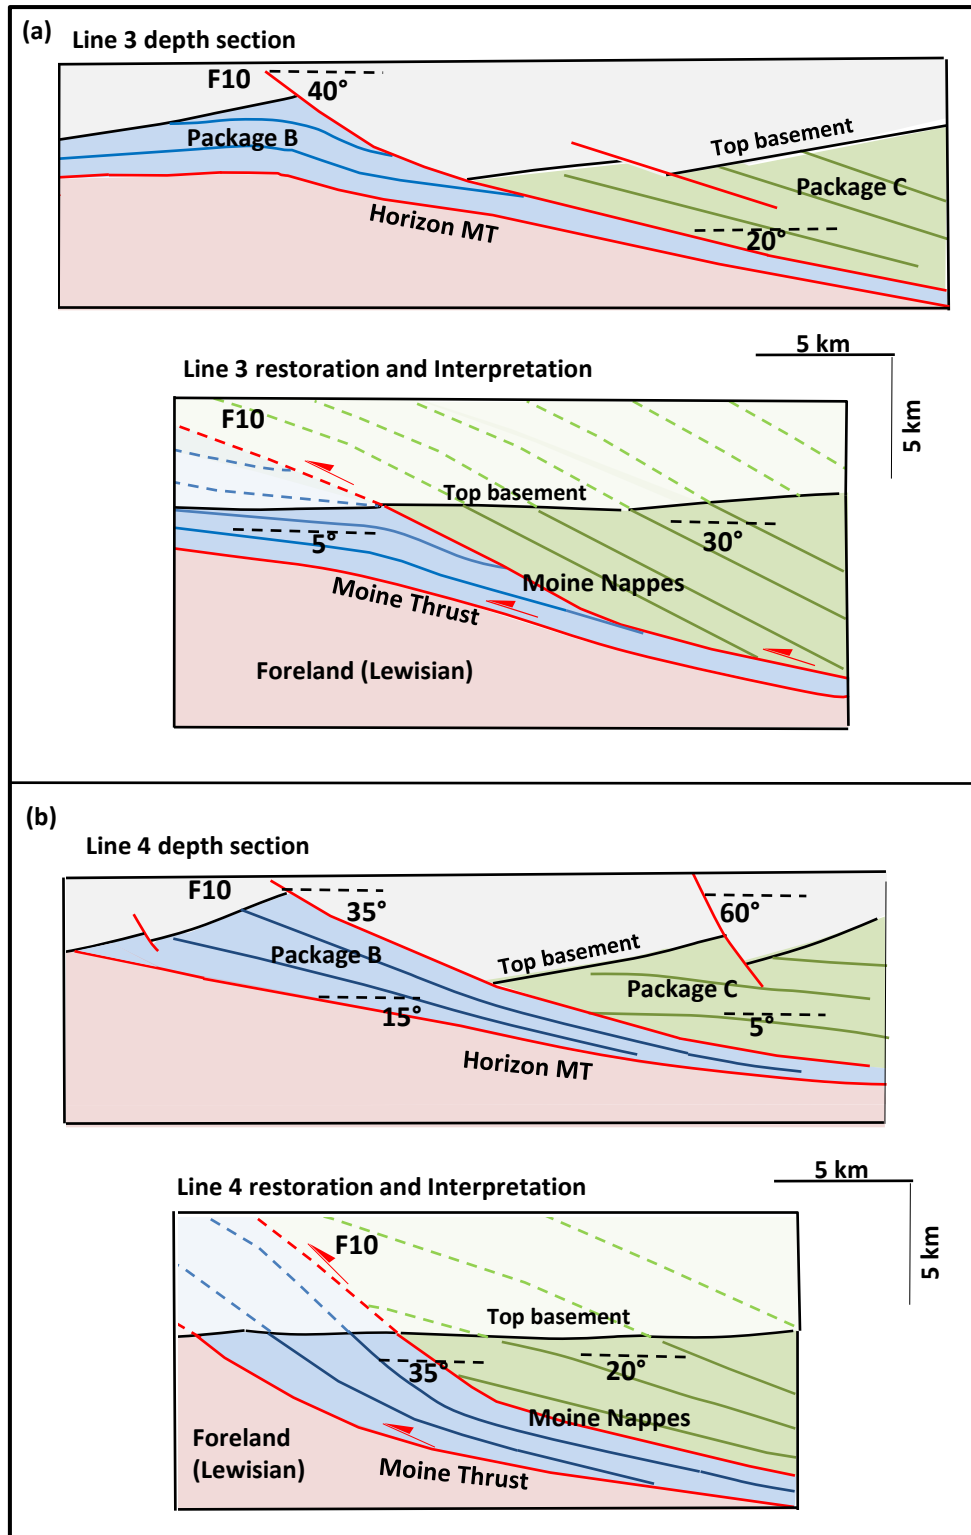 (a)
Line 3 depth section
F10
40°
Package B
Top basement
Package C
Horizon MT
20°
5 km
5 km
Line 3 restoration and Interpretation
F10
Top basement
5°
30°
Moine Thrust
Moine Nappes
Foreland (Lewisian)
(b)
Line 4 depth section
F10
35°
60°
Package B
Top basement
Package C
15°
5°
Horizon MT
5 km
5 km
Line 4 restoration and Interpretation
F10
Top basement
35°
20°
Moine Nappes
Foreland
(Lewisian)
Moine Thrust